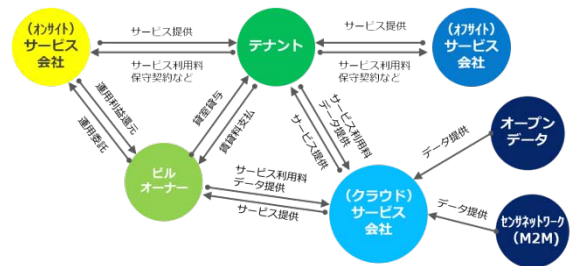 (オンサイト)
サービス
会社
サービス提供
サービス利用料
保守契約など
テナント
サービス提供
サービス利用料
保守契約など
(オフサイト)
サービス
会社
運用利益還元
運用委託
貸室貸与
賃貸料支払
サービス利用料
データ提供
サービス提供
オープン
データ
データ提供
ビル
オーナー
サービス利用料
データ提供
サービス提供
(クラウド)
サービス
会社
データ提供
センサネットワーク
(M2M)